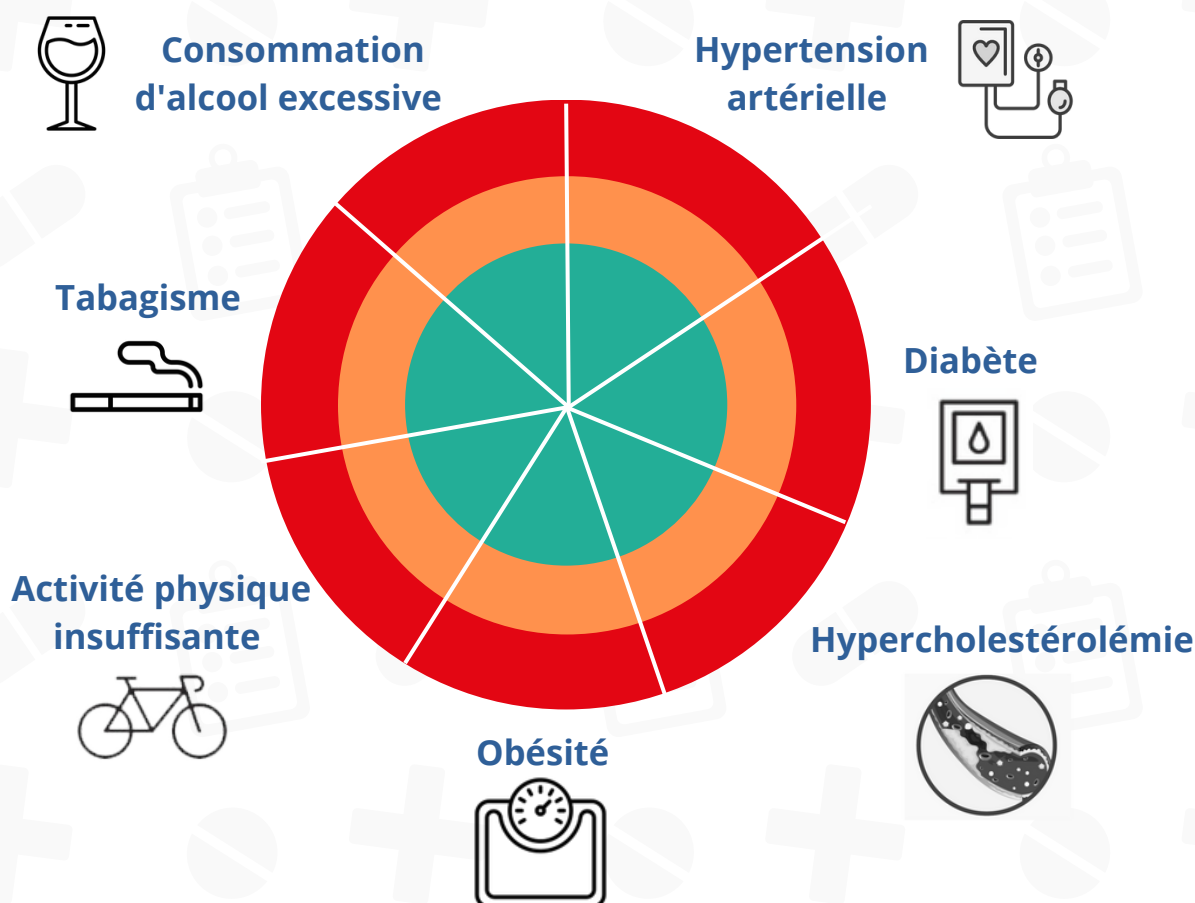 Consommation
d'alcool excessive
Hypertension
artérielle
Tabagisme
Diabète
Activité physique
insuffisante
Hypercholestérolémie
Obésité